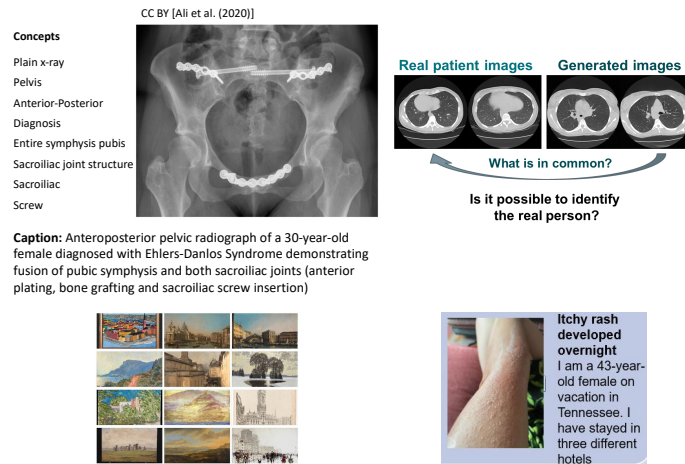 CC BY [Ali et al. (2020)]
Concepts
Plain x-ray
Pelvis
Anterior-Posterior
Diagnosis
Entire symphysis pubis
Sacroiliac joint structure
Sacroiliac
Screw
Caption: Anteroposterior pelvic radiograph of a 30-year-old
female diagnosed with Ehlers-Danlos Syndrome demonstrating
fusion of pubic symphysis and both sacroiliac joints (anterior
plating, bone grafting and sacroiliac screw insertion)
Real patient images
Generated images
What is in common?
Is it possible to identify
the real person?
Itchy rash
developed
overnight
I am a 43-year-
old female on
vacation in
Tennessee. I
have stayed in
three different
hotels